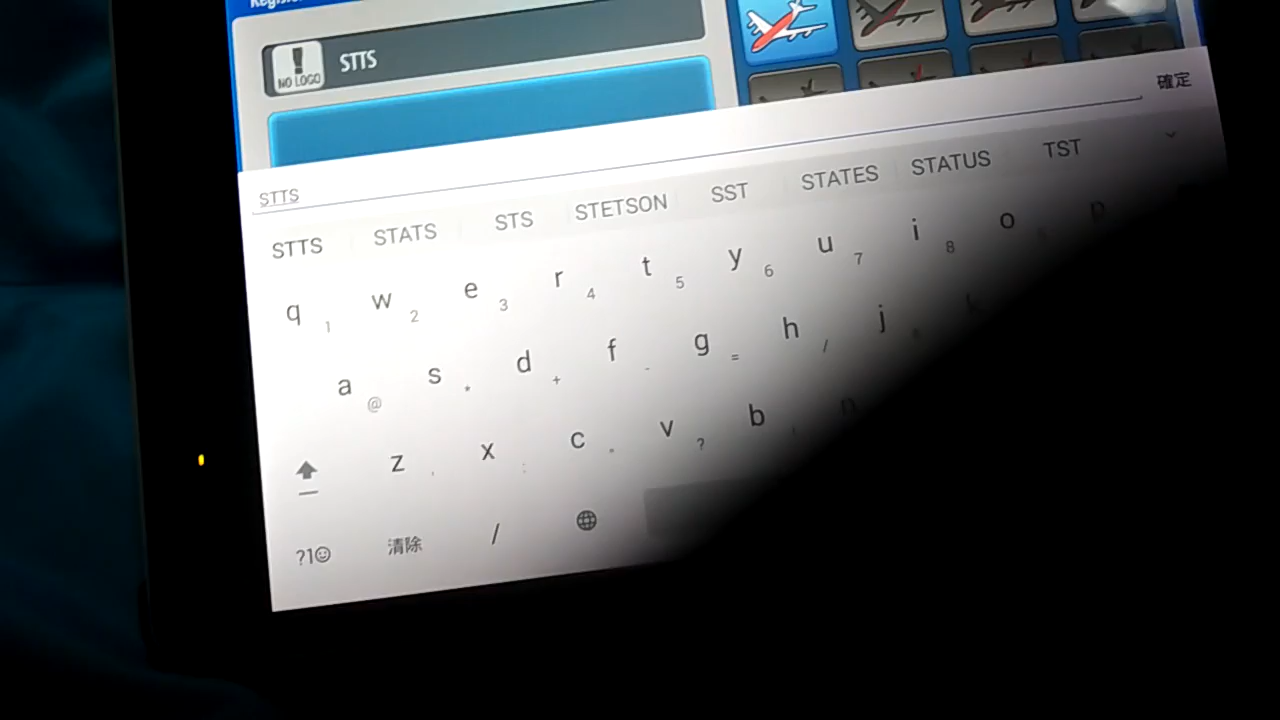 NO LOGO
STTS
確定
STTS
STTS STATS STS STETSON SST STATES STATUS TST
q 1 w 2 e 3 r 4 t 5 y 6 u 7 i 8 o p
a @ s * d + f - g = h / j k
z x : c v ? b n
?1☺ 清除 /